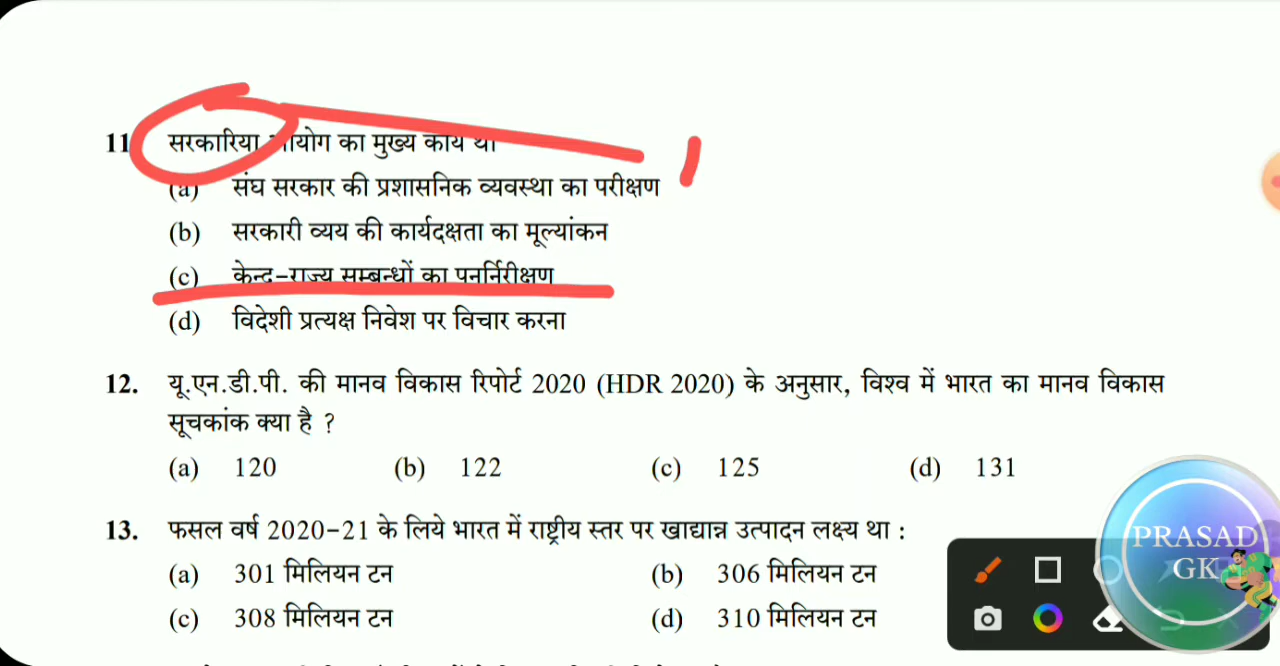 11 सरकारिया आयोग का मुख्य कार्य था
(a) संघ सरकार की प्रशासनिक व्यवस्था का परीक्षण
(b) सरकारी व्यय की कार्यदक्षता का मूल्यांकन
(c) केन्द्र-राज्य सम्बन्धों का पुनर्निरीक्षण
(d) विदेशी प्रत्यक्ष निवेश पर विचार करना
12. यू.एन.डी.पी. की मानव विकास रिपोर्ट 2020 (HDR 2020) के अनुसार, विश्व में भारत का मानव विकास
सूचकांक क्या है ?
(a) 120 (b) 122 (c) 125 (d) 131
13. फसल वर्ष 2020-21 के लिये भारत में राष्ट्रीय स्तर पर खाद्यान्न उत्पादन लक्ष्य था :
(a) 301 मिलियन टन (b) 306 मिलियन टन
(c) 308 मिलियन टन (d) 310 मिलियन टन
PRASAD
GK